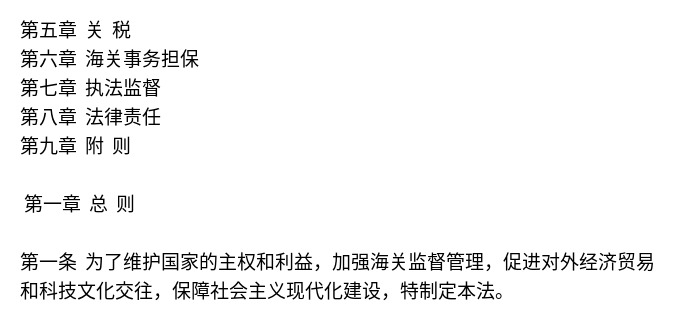 第五章 关 税
第六章 海关事务担保
第七章 执法监督
第八章 法律责任
第九章 附 则
第一章 总 则
第一条 为了维护国家的主权和利益，加强海关监督管理，促进对外经济贸易
和科技文化交往，保障社会主义现代化建设，特制定本法。